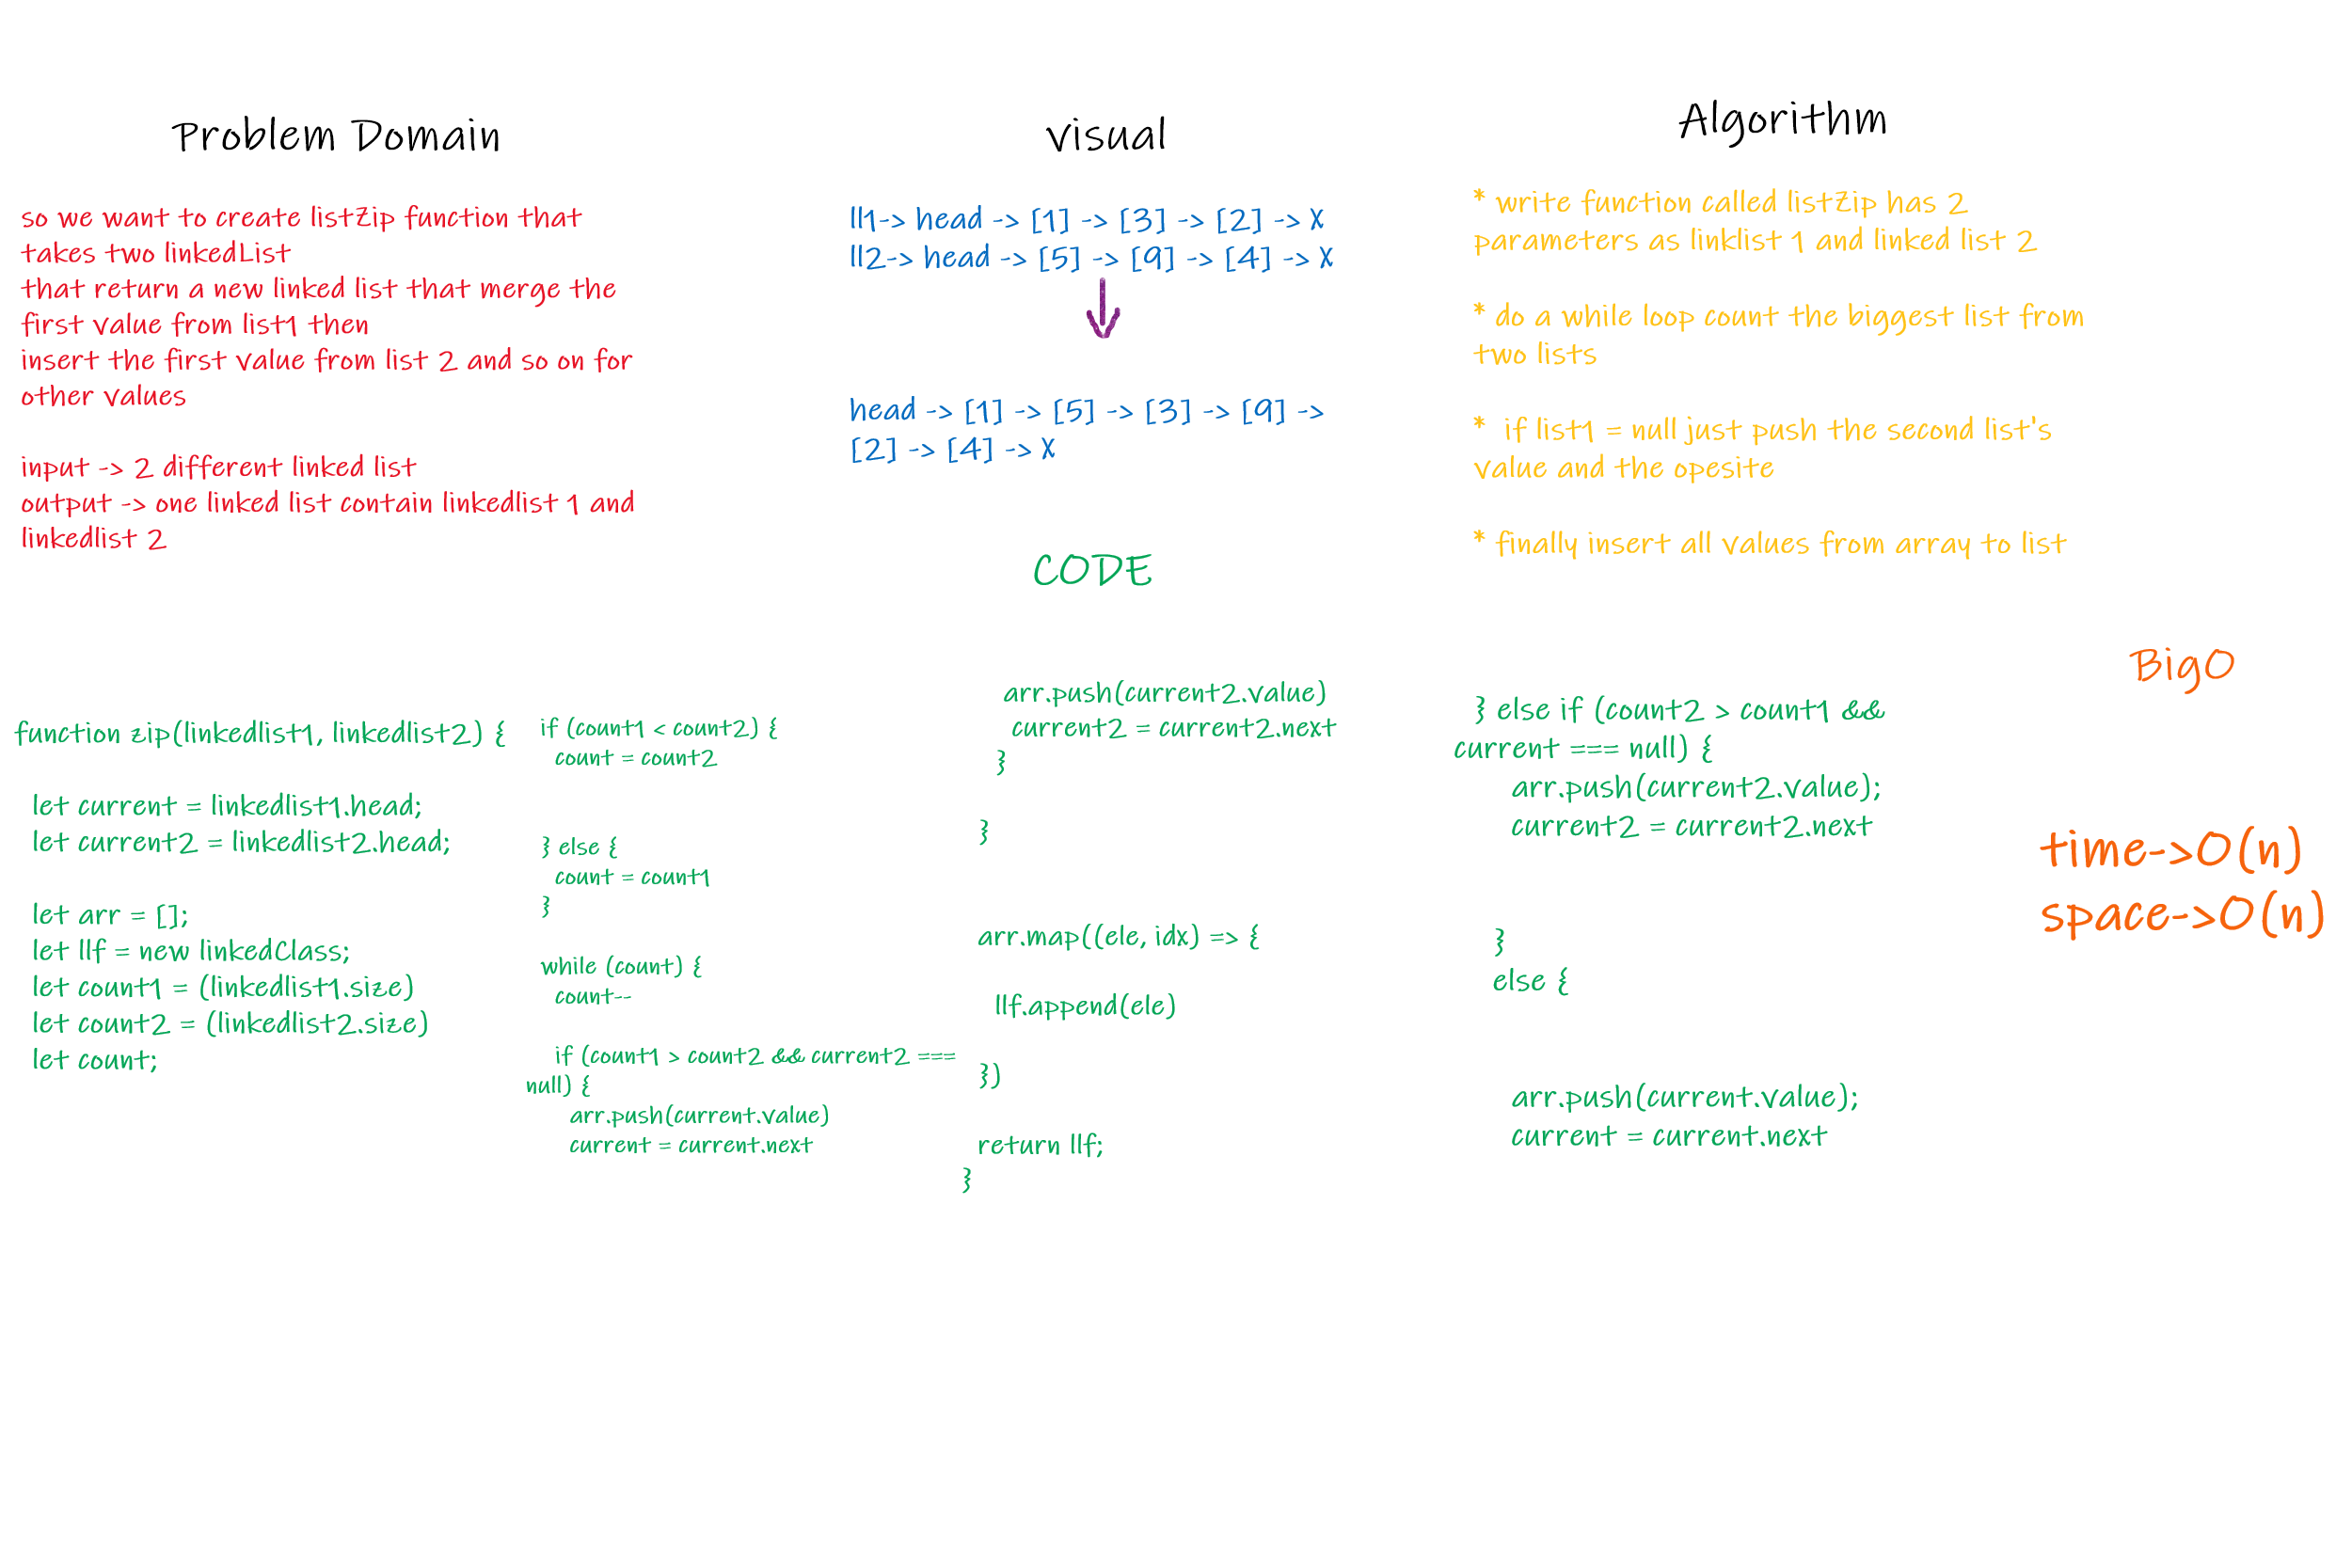 Problem Domain
so we want to create listZip function that
takes two linkedList
that return a new linked list that merge the
first value from list1 then
insert the first value from list 2 and so on for
other values
input -> 2 different linked list
output -> one linked list contain linkedlist 1 and
linkedlist 2
visual
ll1-> head -> [1] -> [3] -> [2] -> X
ll2-> head -> [5] -> [9] -> [4] -> X
head -> [1] -> [5] -> [3] -> [9] ->
[2] -> [4] -> X
Algorithm
* write function called listZip has 2
parameters as linklist 1 and linked list 2
* do a while loop count the biggest list from
two lists
*  if list1 = null just push the second list's
value and the opesite
* finally insert all values from array to list
CODE
function zip(linkedlist1, linkedlist2) {
let current = linkedlist1.head;
let current2 = linkedlist2.head;
let arr = [];
let llf = new linkedClass;
let count1 = (linkedlist1.size)
let count2 = (linkedlist2.size)
let count;
if (count1 < count2) {
count = count2
} else {
count = count1
}
while (count) {
count--
if (count1 > count2 && current2 ===
null) {
arr.push(current.value)
current = current.next
arr.push(current2.value)
current2 = current2.next
}
}
arr.map((ele, idx) => {
llf.append(ele)
})
return llf;
}
} else if (count2 > count1 &&
current === null) {
arr.push(current2.value);
current2 = current2.next
}
else {
arr.push(current.value);
current = current.next
BigO
time->O(n)
space->O(n)